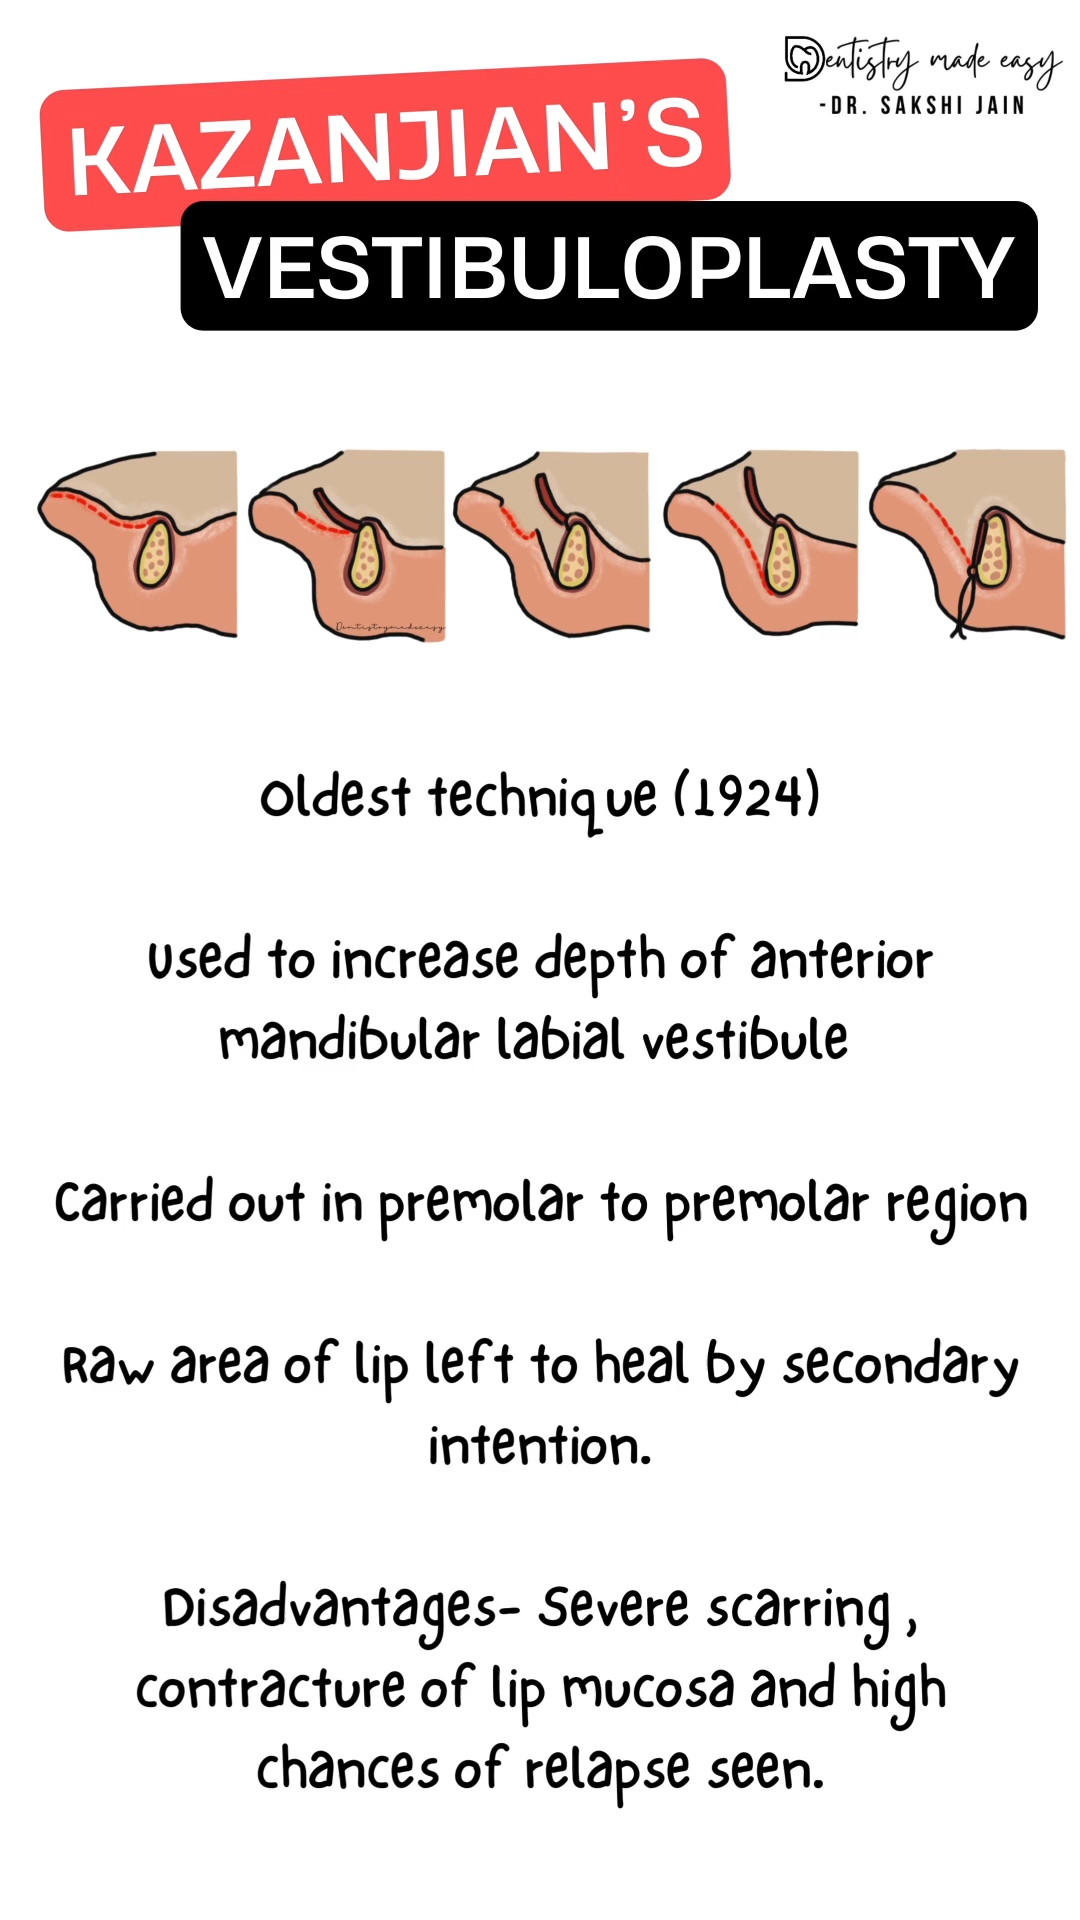 Dentistry made easy
-DR. SAKSHI JAIN
KAZANJIAN’S
VESTIBULOPLASTY
Dentistrymadeeasy
Oldest technique (1924)
Used to increase depth of anterior
mandibular labial vestibule
Carried out in premolar to premolar region
Raw area of lip left to heal by secondary
intention.
Disadvantages- Severe scarring ,
contracture of lip mucosa and high
chances of relapse seen.